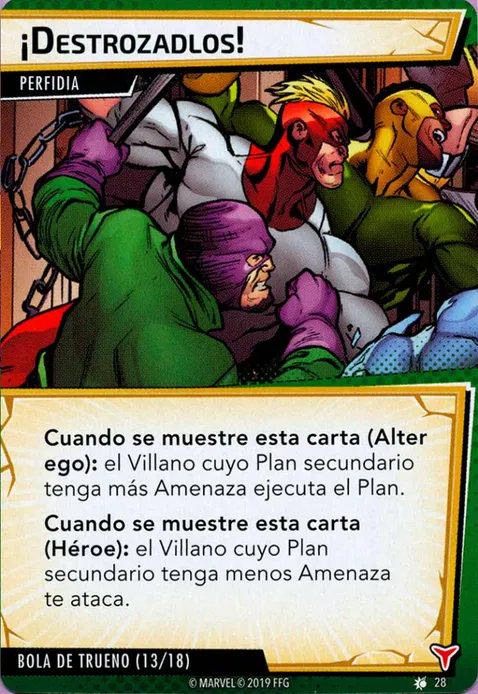 ¡Destrozadlos!
PERFIDIA
Cuando se muestre esta carta (Alter
ego): el Villano cuyo Plan secundario
tenga más Amenaza ejecuta el Plan.
Cuando se muestre esta carta
(Héroe): el Villano cuyo Plan
secundario tenga menos Amenaza
te ataca.
BOLA DE TRUENO (13/18)
© MARVEL © 2019 FFG
28